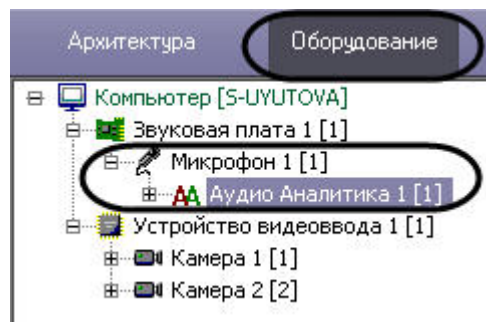 Архитектура Оборудование
Компьютер [S-UYUTOVA]
Звуковая плата 1 [1]
Микрофон 1 [1]
Аудио Аналитика 1 [1]
Устройство видеоввода 1 [1]
Камера 1 [1]
Камера 2 [2]